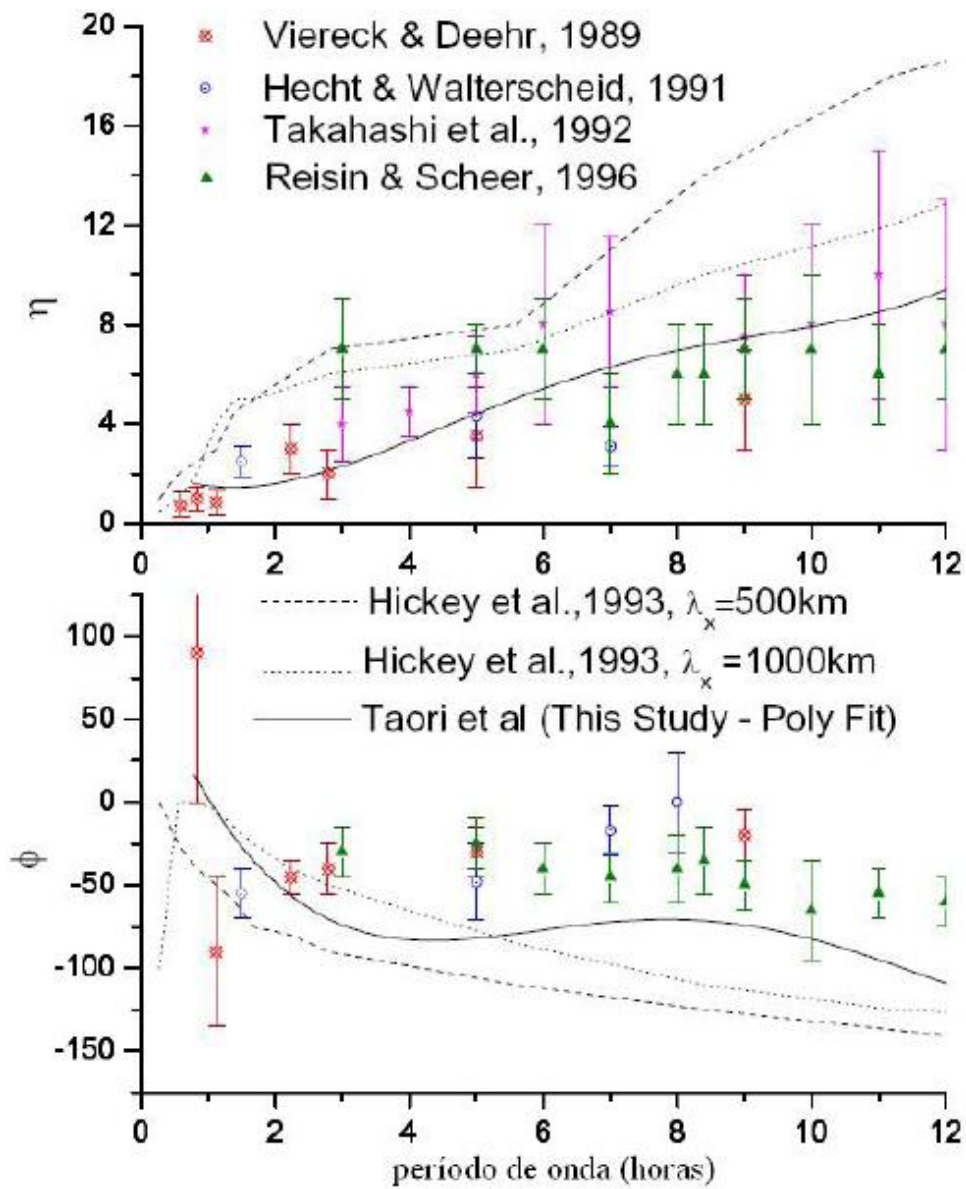 20
16
12
8
4
0
η
Viereck & Deehr, 1989
Hecht & Walterscheid, 1991
Takahashi et al., 1992
Reisin & Scheer, 1996
0 2 4 6 8 10 12
100
50
0
-50
-100
-150
ϕ
Hickey et al.,1993, λx=500km
Hickey et al.,1993, λx =1000km
Taori et al (This Study - Poly Fit)
0 2 4 6 8 10 12
período de onda (horas)